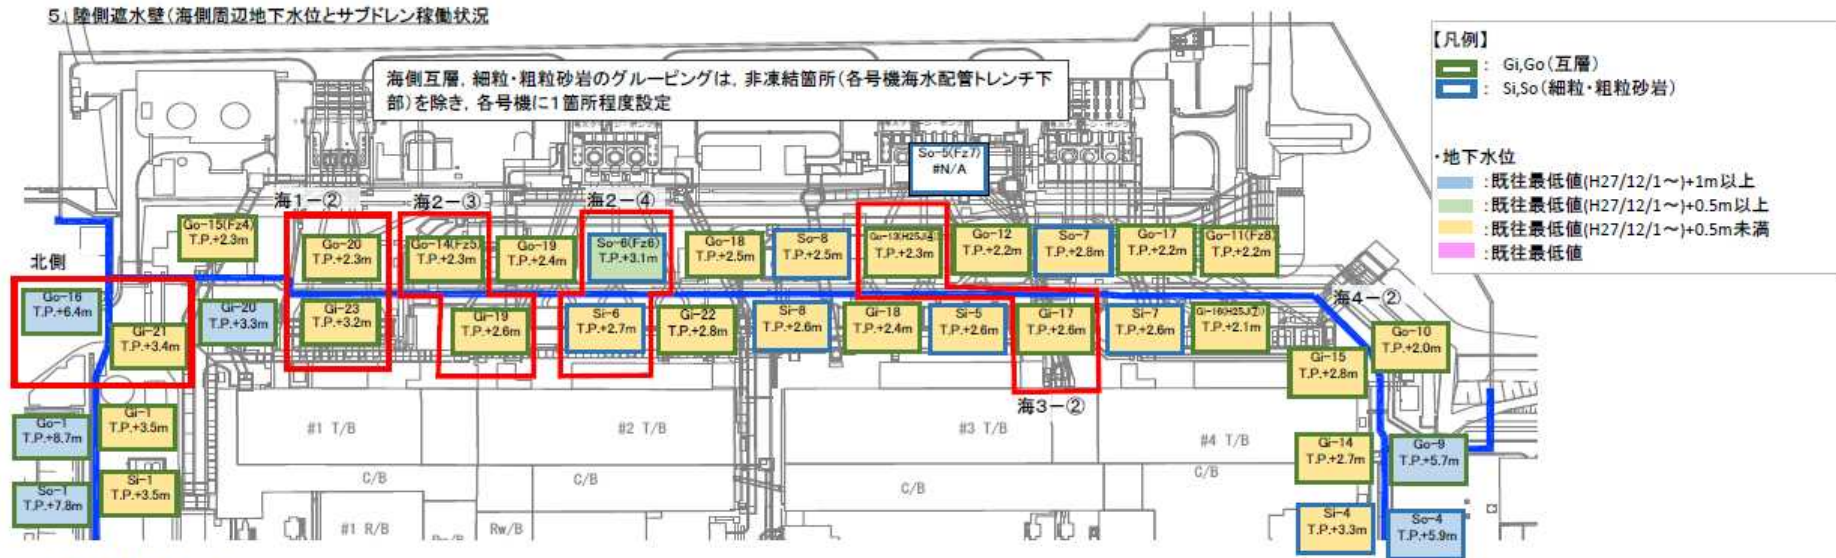 5 陸側遮水壁(海側周辺地下水位とサブドレン稼働状況
海側互層，細粒・粗粒砂岩のグルーピングは，非凍結箇所(各号機海水配管トレンチ下
部)を除き，各号機に1箇所程度設定
【凡例】
： Gi,Go(互層)
： Si,So(細粒・粗粒砂岩)
・地下水位
：既往最低値(H27/12/1～)+1m以上
：既往最低値(H27/12/1～)+0.5m以上
：既往最低値(H27/12/1～)+0.5m未満
：既往最低値
So-5(Fz7)
#N/A
海1－②
海2－③
海2－④
Go-15(Fz4)
T.P.+2.3m
Go-20
T.P.+2.3m
Go-14(Fz5)
T.P.+2.3m
Go-19
T.P.+2.4m
So-6(Fz6)
T.P.+3.1m
Go-18
T.P.+2.5m
So-8
T.P.+2.5m
T.P.+2.3m
Go-12
T.P.+2.2m
So-7
T.P.+2.8m
Go-17
T.P.+2.2m
Go-11(Fz8)
T.P.+2.2m
北側
Go-16
T.P.+6.4m
Gi-21
T.P.+3.4m
Gi-20
T.P.+3.3m
Gi-23
T.P.+3.2m
Gi-19
T.P.+2.6m
Si-6
T.P.+2.7m
Gi-22
T.P.+2.8m
Si-8
T.P.+2.6m
Gi-18
T.P.+2.4m
Si-5
T.P.+2.6m
Gi-17
T.P.+2.6m
Si-7
T.P.+2.6m
T.P.+2.1m
海4－②
Go-10
T.P.+2.0m
Gi-15
T.P.+2.8m
海3－②
Go-1
T.P.+8.7m
Gi-1
T.P.+3.5m
#1 T/B
#2 T/B
#3 T/B
#4 T/B
Gi-14
T.P.+2.7m
Go-9
T.P.+5.7m
So-1
T.P.+7.8m
Si-1
T.P.+3.5m
C/B
C/B
C/B
C/B
Si-4
T.P.+3.3m
So-4
T.P.+5.9m
#1 R/B
Rw/B